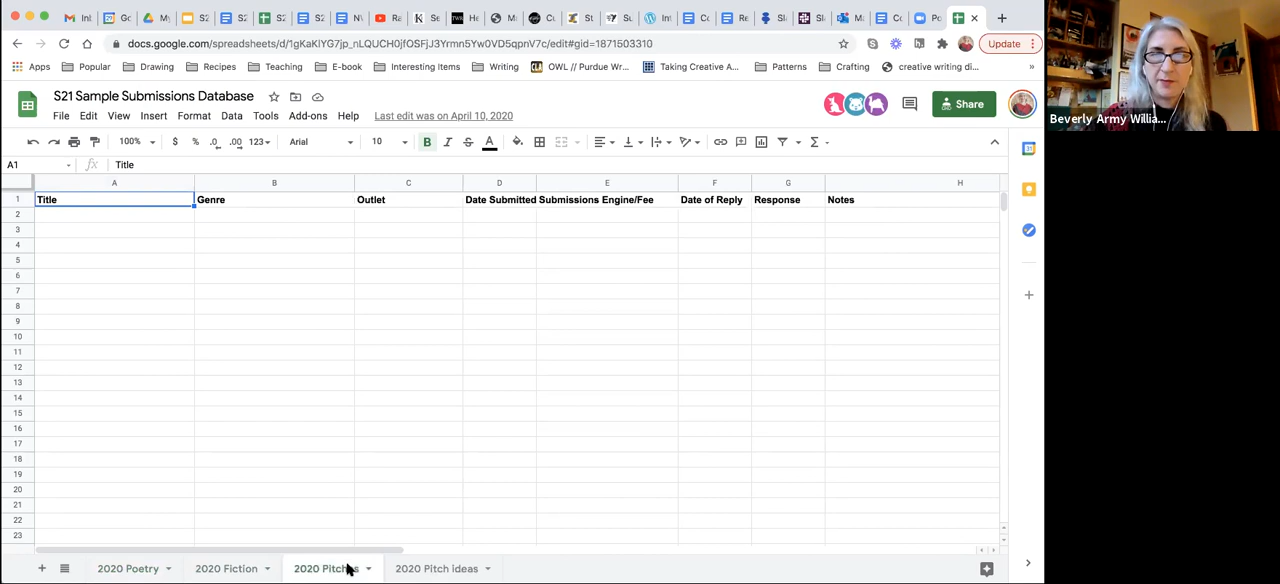 docs.google.com/spreadsheets/d/1gKaKlYG7jp_nLQUCH0jfOSFjJ3Yrmn5Yw0VD5qpnV7c/edit#gid=1871503310 Update
Apps Popular Drawing Recipes Teaching E-book Interesting Items Writing OWL // Purdue Wr... Taking Creative A... Patterns Crafting creative writing di... »
S21 Sample Submissions Database
File Edit View Insert Format Data Tools Add-ons Help Last edit was on April 10, 2020 Share
Beverly Army Willia...
100% $ % .0 .00 123 Arial 10 B I S A
A1 fx Title
A B C D E F G H
1 Title Genre Outlet Date Submitted Submissions Engine/Fee Date of Reply Response Notes
2
3
4
5
6
7
8
9
10
11
12
13
14
15
16
17
18
19
20
21
22
23
2020 Poetry 2020 Fiction 2020 Pitches 2020 Pitch ideas